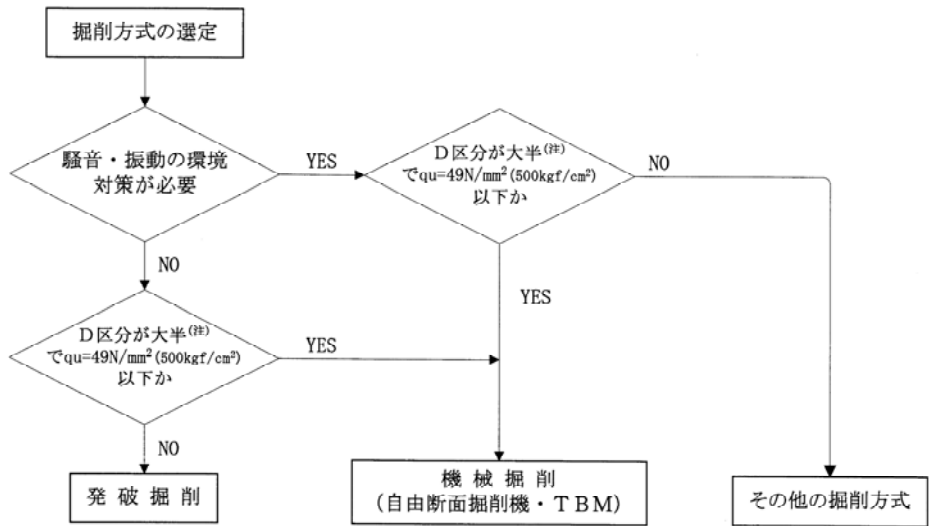 掘削方式の選定
騒音・振動の環境
対策が必要
YES
D区分が大半(注)
でqu=49N/mm²(500kgf/cm²)
以下か
NO
NO
YES
D区分が大半(注)
でqu=49N/mm²(500kgf/cm²)
以下か
YES
NO
発破掘削
機械掘削
(自由断面掘削機・TBM)
その他の掘削方式